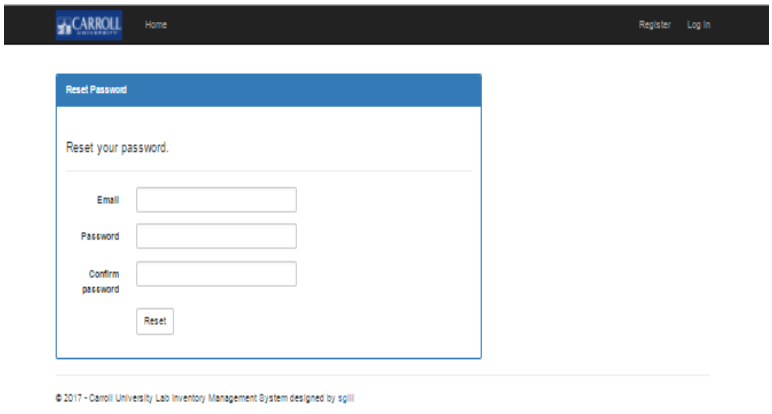 CARROLL
UNIVERSITY
Home
Register
Log in
Reset Password
Reset your password.
Email
Password
Confirm
password
Reset
© 2017 - Carroll University Lab Inventory Management System designed by sgill